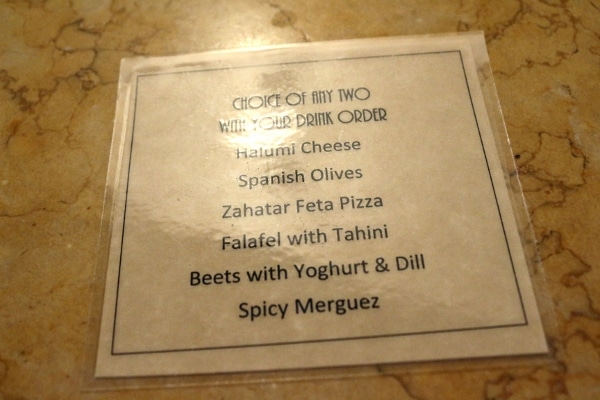 CHOICE OF ANY TWO
WITH YOUR DRINK ORDER
Halumi Cheese
Spanish Olives
Zahatar Feta Pizza
Falafel with Tahini
Beets with Yoghurt & Dill
Spicy Merguez